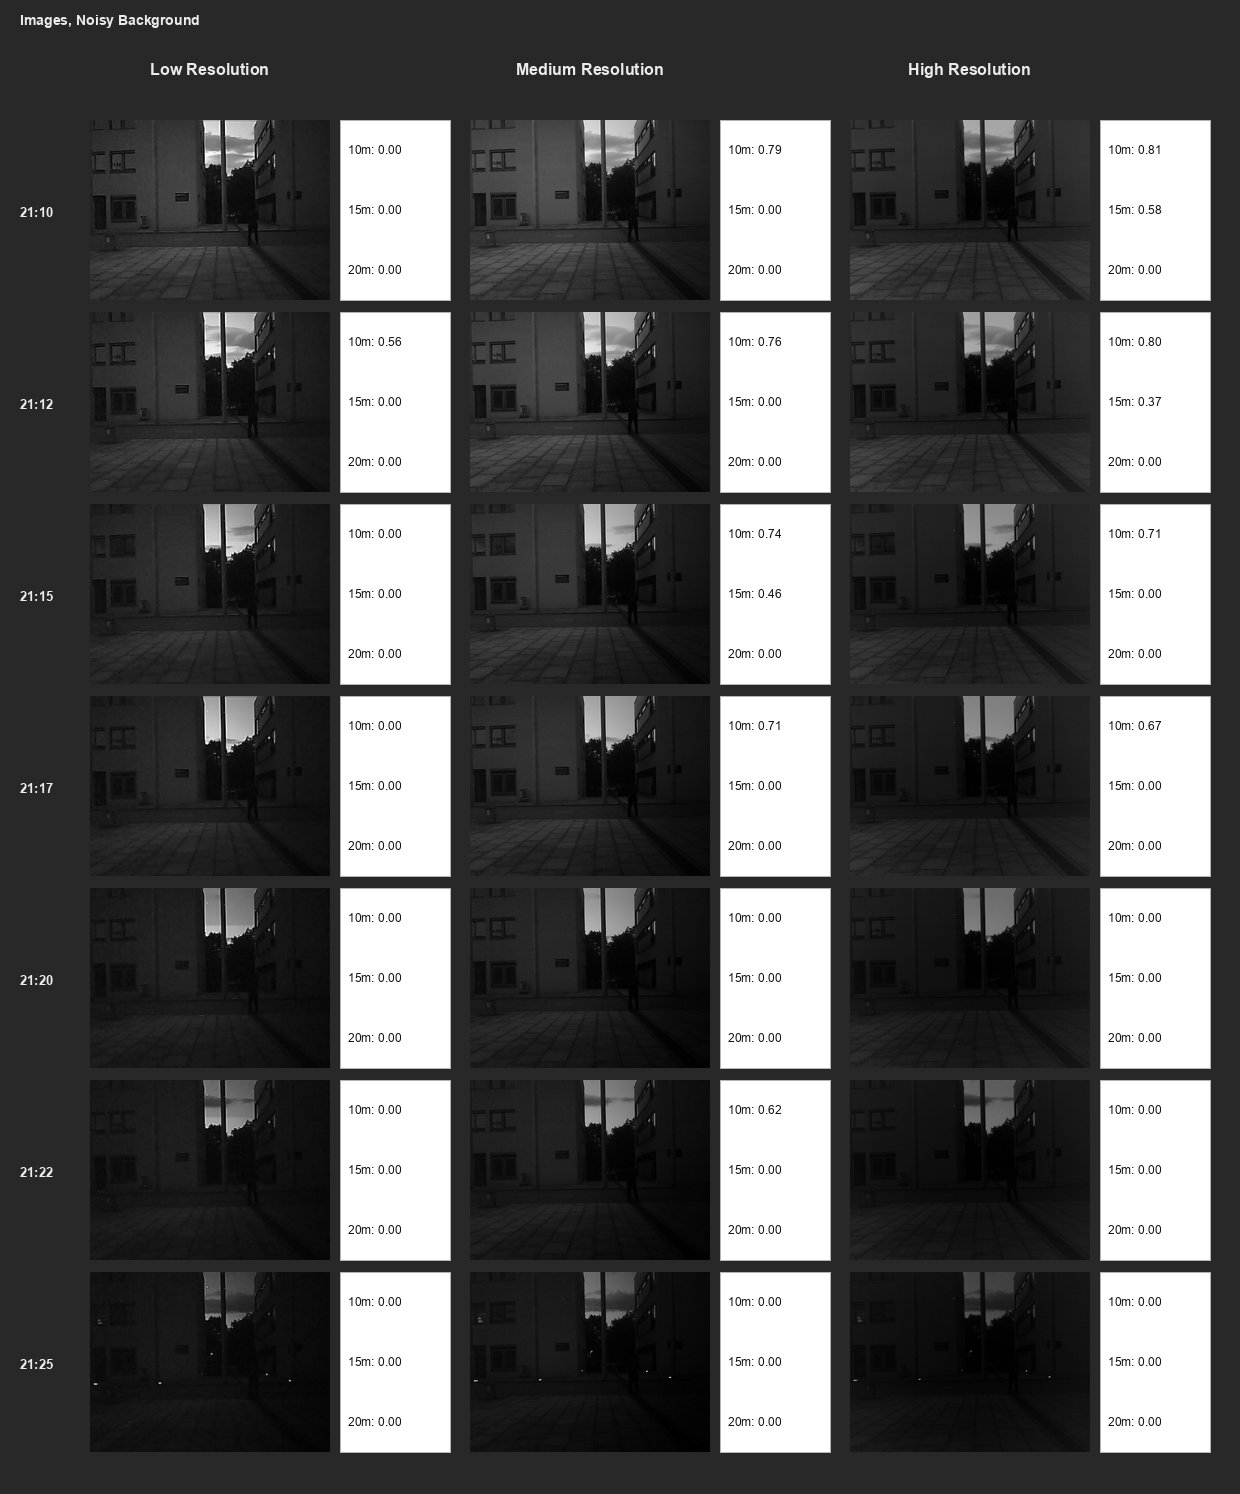 Images, Noisy Background
Low Resolution
Medium Resolution
High Resolution
21:10
10m: 0.00
15m: 0.00
20m: 0.00
10m: 0.79
15m: 0.00
20m: 0.00
10m: 0.81
15m: 0.58
20m: 0.00
21:12
10m: 0.56
15m: 0.00
20m: 0.00
10m: 0.76
15m: 0.00
20m: 0.00
10m: 0.80
15m: 0.37
20m: 0.00
21:15
10m: 0.00
15m: 0.00
20m: 0.00
10m: 0.74
15m: 0.46
20m: 0.00
10m: 0.71
15m: 0.00
20m: 0.00
21:17
10m: 0.00
15m: 0.00
20m: 0.00
10m: 0.71
15m: 0.00
20m: 0.00
10m: 0.67
15m: 0.00
20m: 0.00
21:20
10m: 0.00
15m: 0.00
20m: 0.00
10m: 0.00
15m: 0.00
20m: 0.00
10m: 0.00
15m: 0.00
20m: 0.00
21:22
10m: 0.00
15m: 0.00
20m: 0.00
10m: 0.62
15m: 0.00
20m: 0.00
10m: 0.00
15m: 0.00
20m: 0.00
21:25
10m: 0.00
15m: 0.00
20m: 0.00
10m: 0.00
15m: 0.00
20m: 0.00
10m: 0.00
15m: 0.00
20m: 0.00